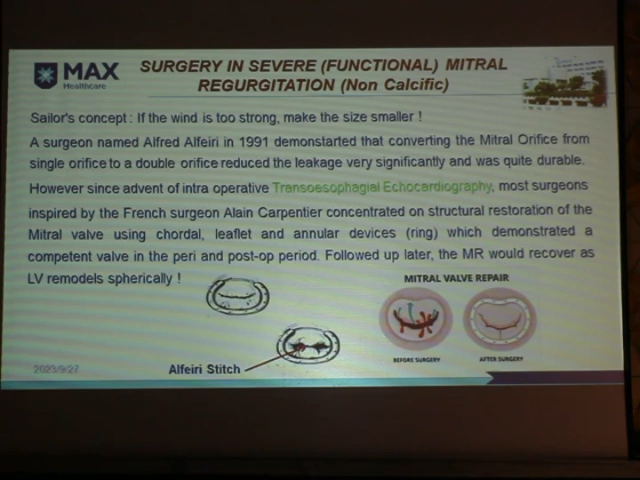 MAX
Healthcare
SURGERY IN SEVERE (FUNCTIONAL) MITRAL
REGURGITATION (Non Calcific)
Sailor's concept : If the wind is too strong, make the size smaller !
A surgeon named Alfred Alfeiri in 1991 demonstarted that converting the Mitral Orifice from
single orifice to a double orifice reduced the leakage very significantly and was quite durable.
However since advent of intra operative Transoesophagial Echocardiography, most surgeons
inspired by the French surgeon Alain Carpentier concentrated on structural restoration of the
Mitral valve using chordal, leaflet and annular devices (ring) which demonstrated a
competent valve in the peri and post-op period. Followed up later, the MR would recover as
LV remodels spherically !
MITRAL VALVE REPAIR
BEFORE SURGERY
AFTER SURGERY
Alfeiri Stitch
2023/9/27